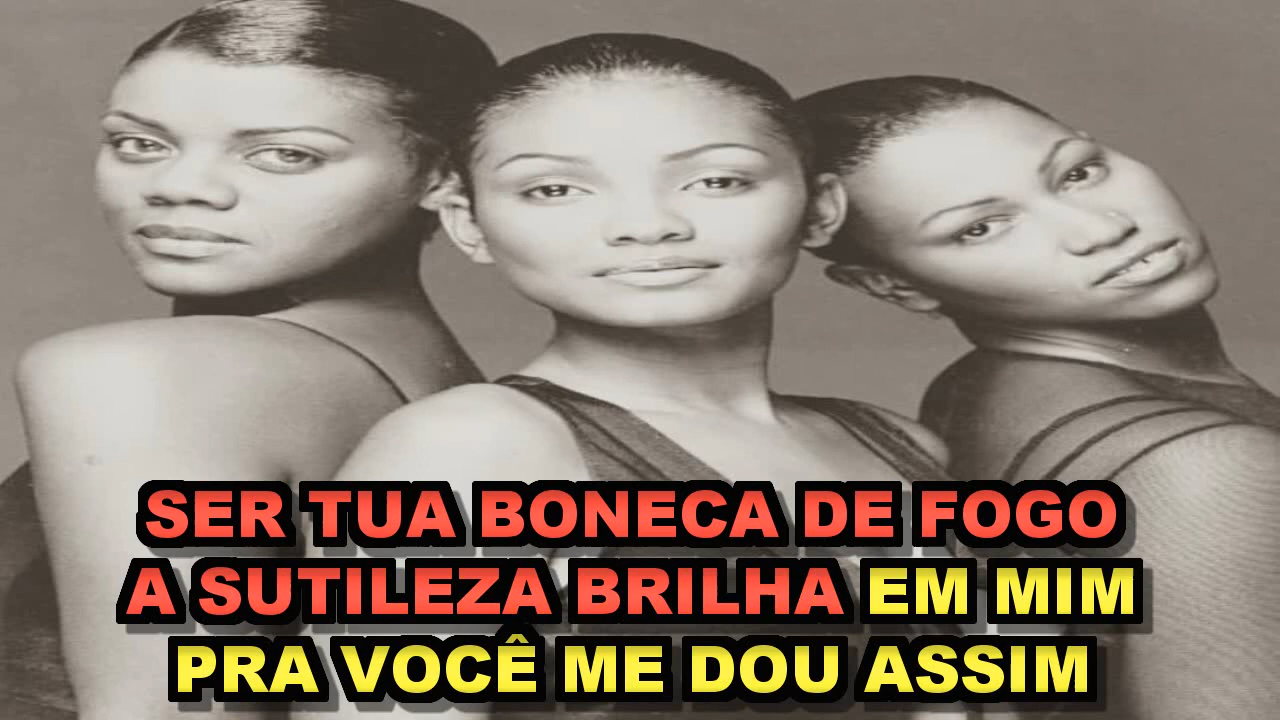 SER TUA BONECA DE FOGO
A SUTILEZA BRILHA EM MIM
PRA VOCÊ ME DOU ASSIM